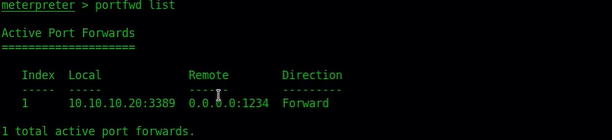 meterpreter > portfwd list
Active Port Forwards
====================
Index Local Remote Direction
----- ----- ------ ---------
1 10.10.10.20:3389 0.0.0.0:1234 Forward
1 total active port forwards.